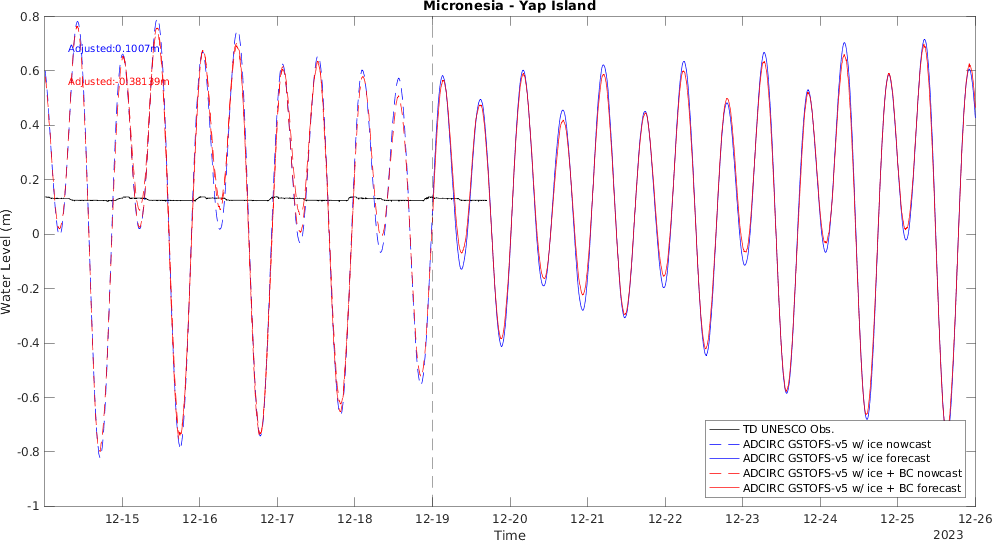 Micronesia - Yap Island
Adjusted:0.1007m
Adjusted:-0.38139m
Water Level (m)
0.8
0.6
0.4
0.2
0
-0.2
-0.4
-0.6
-0.8
-1
TD UNESCO Obs.
ADCIRC GSTOFS-v5 w/ ice nowcast
ADCIRC GSTOFS-v5 w/ ice forecast
ADCIRC GSTOFS-v5 w/ ice + BC nowcast
ADCIRC GSTOFS-v5 w/ ice + BC forecast
12-15 12-16 12-17 12-18 12-19 12-20 12-21 12-22 12-23 12-24 12-25 12-26
Time
2023